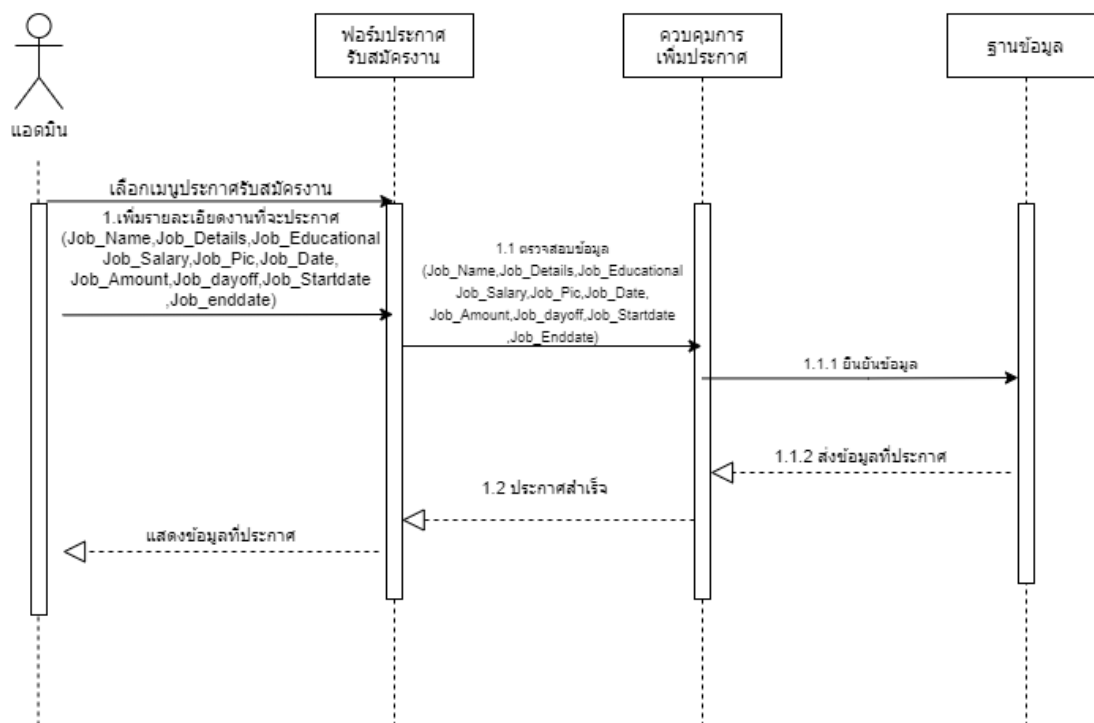 ฟอร์มประกาศ
รับสมัครงาน
ควบคุมการ
เพิ่มประกาศ
ฐานข้อมูล
แอดมิน
เลือกเมนูประกาศรับสมัครงาน
1.เพิ่มรายละเอียดงานที่จะประกาศ
(Job_Name,Job_Details,Job_Educational
Job_Salary,Job_Pic,Job_Date,
Job_Amount,Job_dayoff,Job_Startdate
,Job_enddate)
1.1 ตรวจสอบข้อมูล
(Job_Name,Job_Details,Job_Educational
Job_Salary,Job_Pic,Job_Date,
Job_Amount,Job_dayoff,Job_Startdate
,Job_Enddate)
1.1.1 ยืนยันข้อมูล
1.1.2 ส่งข้อมูลที่ประกาศ
1.2 ประกาศสำเร็จ
แสดงข้อมูลที่ประกาศ